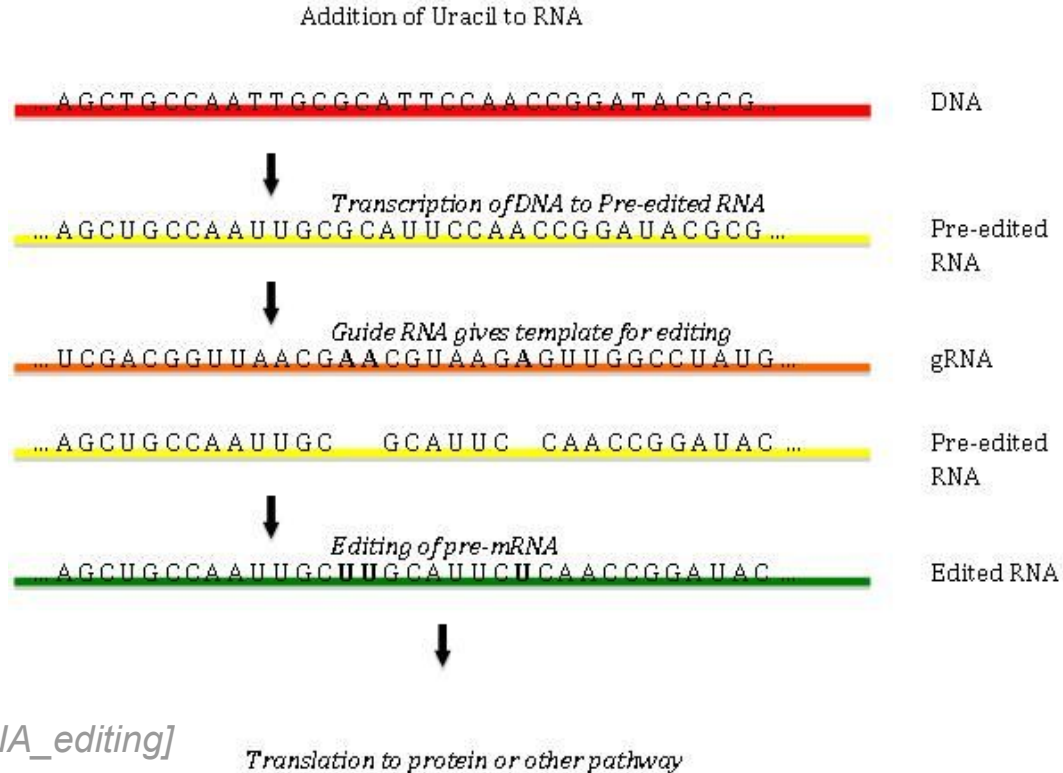 Addition of Uracil to RNA
... A G C T G C C A A T T G C G C A T T C C A A C C G G A T A C G C G ... DNA
Transcription of DNA to Pre-edited RNA
... A G C U G C C A A U U G C G C A U U C C A A C C G G A U A C G C G ... Pre-edited
RNA
Guide RNA gives template for editing
... U C G A C G G U U A A C G A A C G U A A G A G U U G G C C U A U G ... gRNA
... A G C U G C C A A U U G C G C A U U C C A A C C G G A U A C ... Pre-edited
RNA
Editing of pre-mRNA
... A G C U G C C A A U U G C U U G C A U U C U C A A C C G G A U A C ... Edited RNA
IA_editing]
Translation to protein or other pathway